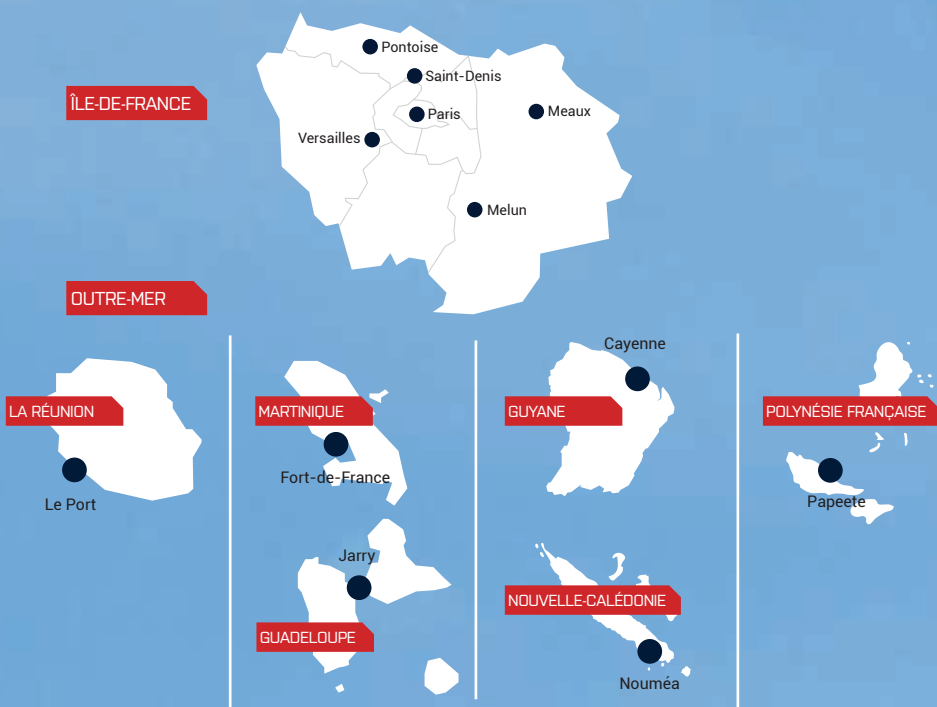 ÎLE-DE-FRANCE
Pontoise
Saint-Denis
Paris
Meaux
Versailles
Melun
OUTRE-MER
LA RÉUNION
Le Port
MARTINIQUE
Fort-de-France
Jarry
GUADELOUPE
Cayenne
GUYANE
NOUVELLE-CALÉDONIE
Nouméa
POLYNÉSIE FRANÇAISE
Papeete